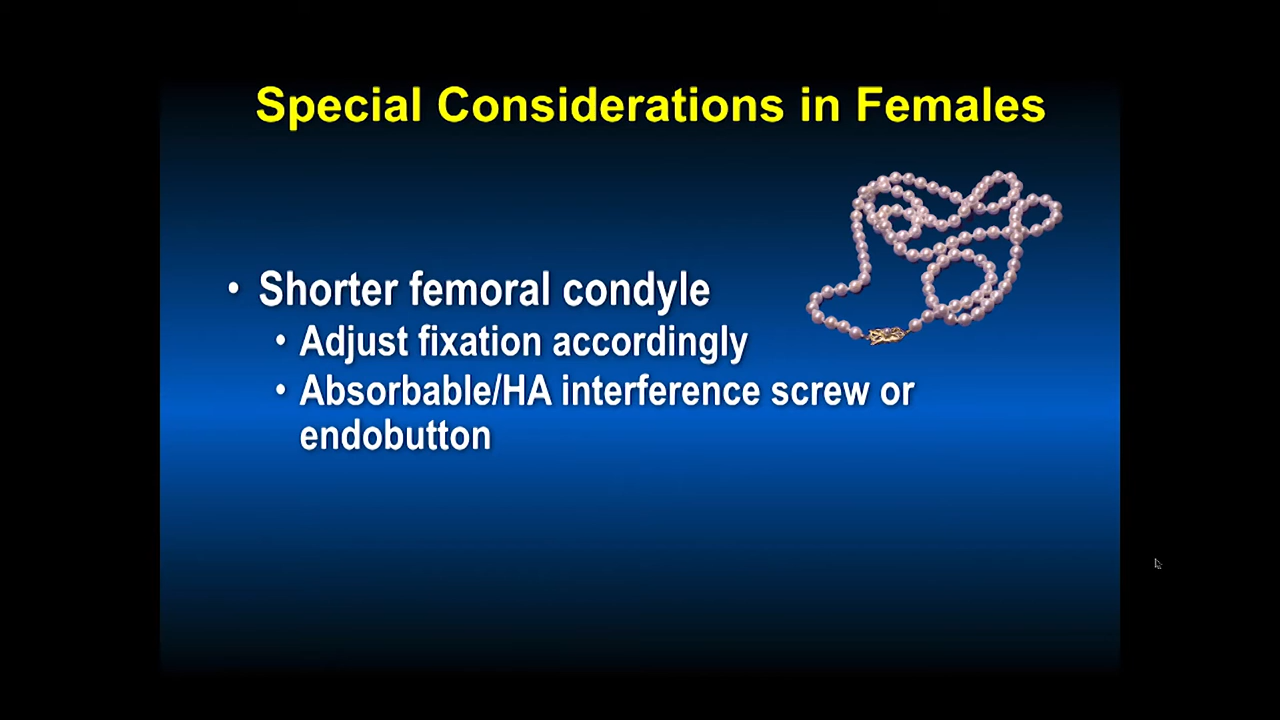 Special Considerations in Females
• Shorter femoral condyle
• Adjust fixation accordingly
• Absorbable/HA interference screw or
endobutton